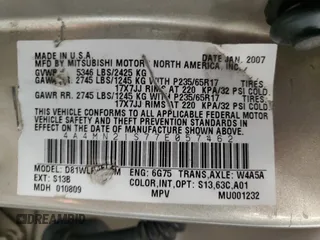 MADE IN U.S.A.
MFG BY MITSUBISHI MOTOR NORTH AMERICA, INC. DATE JAN. 2007
GVWR 5346 LBS/2425 KG
GAWR 2745 LBS/1245 KG WITH P235/65R17 TIRES
17X7JJ RIMS AT 220 KPA/32 PSI COLD.
GAWR RR. 2745 LBS/1245 KG WITH P235/65R17 TIRES
17X7JJ RIMS AT 220 KPA/32 PSI COLD.
THIS VEHICLE CONFORMS TO ALL APPLICABLE FEDERAL MOTOR
VEHICLE SAFETY AND THEFT PREVENTION STANDARDS IN
EFFECT ON THE DATE OF MANUFACTURE SHOWN ABOVE.
4A4MN21S77E057462
MODEL: ENG: 6G75 TRANS: W4A5A
EXT: S13B COLOR,INT,OPT: S13,63C,A01
MDH 010809 MPV MU001232
DREAMBID